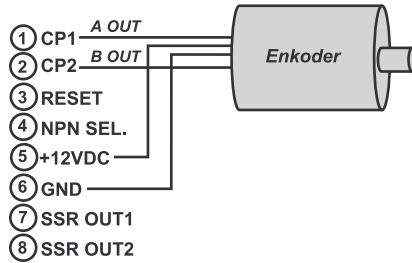 1 CP1 A OUT
2 CP2 B OUT
Enkoder
3 RESET
4 NPN SEL.
5 +12VDC
6 GND
7 SSR OUT1
8 SSR OUT2